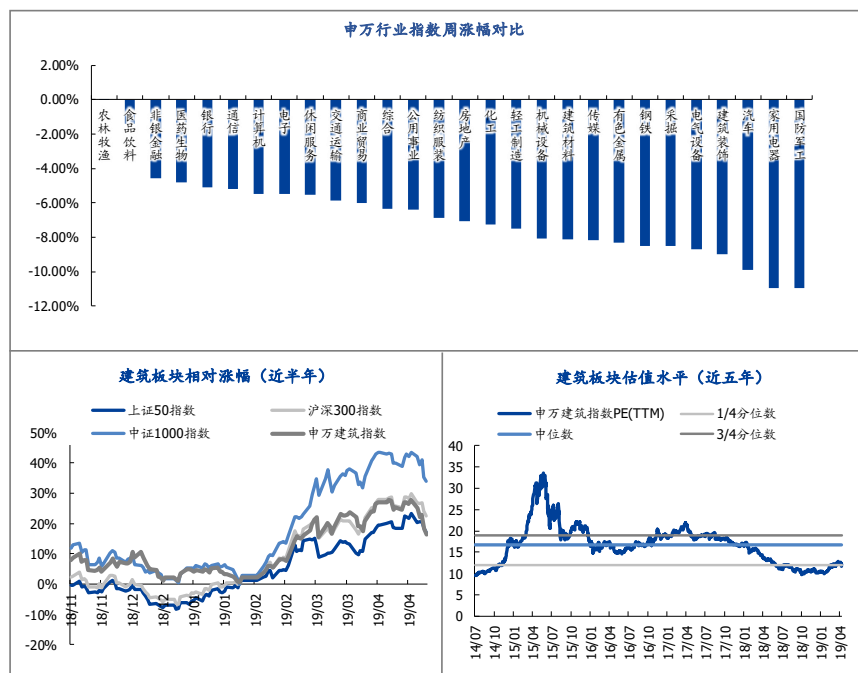 申万行业指数周涨幅对比
2.00%
0.00%
-2.00%
-4.00%
-6.00%
-8.00%
-10.00%
-12.00%
农林牧渔
食品饮料
非银金融
医药生物
银行
通信
计算机
电子
休闲服务
交通运输
商业贸易
综合
公用事业
纺织服装
房地产
化工
轻工制造
机械设备
建筑材料
传媒
有色金属
钢铁
采掘
电气设备
建筑装饰
汽车
家用电器
国防军工
建筑板块相对涨幅（近半年）
上证50指数 沪深300指数
中证1000指数 申万建筑指数
50%
40%
30%
20%
10%
0%
-10%
-20%
18/11 18/11 18/12 18/12 19/01 19/01 19/02 19/02 19/03 19/03 19/04 19/04
建筑板块估值水平（近五年）
申万建筑指数PE(TTM) 1/4分位数
中位数 3/4分位数
40
35
30
25
20
15
10
5
0
14/07 14/10 15/01 15/04 15/07 15/10 16/01 16/04 16/07 16/10 17/01 17/04 17/07 17/10 18/01 18/04 18/07 18/10 19/01 19/04